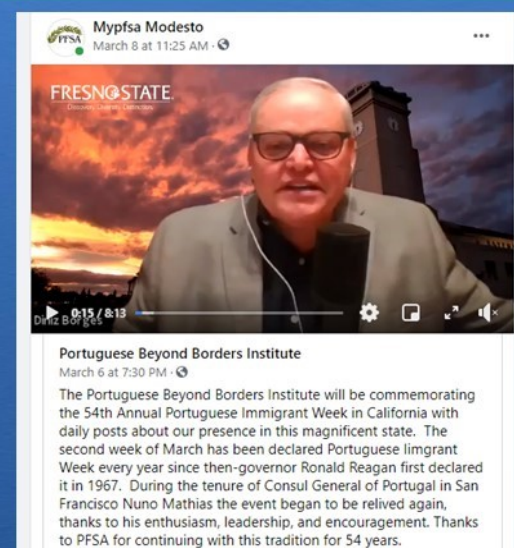 PFSA
Mypfsa Modesto
March 8 at 11:25 AM ·
FRESNO STATE.
Discovery. Diversity. Distinction.
0:15 / 8:13
Diniz Borges
Portuguese Beyond Borders Institute
March 6 at 7:30 PM ·
The Portuguese Beyond Borders Institute will be commemorating
the 54th Annual Portuguese Immigrant Week in California with
daily posts about our presence in this magnificent state. The
second week of March has been declared Portuguese Iimgrant
Week every year since then-governor Ronald Reagan first declared
it in 1967. During the tenure of Consul General of Portugal in San
Francisco Nuno Mathias the event began to be relived again,
thanks to his enthusiasm, leadership, and encouragement. Thanks
to PFSA for continuing with this tradition for 54 years.